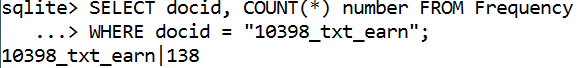 sqlite> SELECT docid, COUNT(*) number FROM Frequency
   ...> WHERE docid = "10398_txt_earn";
10398_txt_earn|138